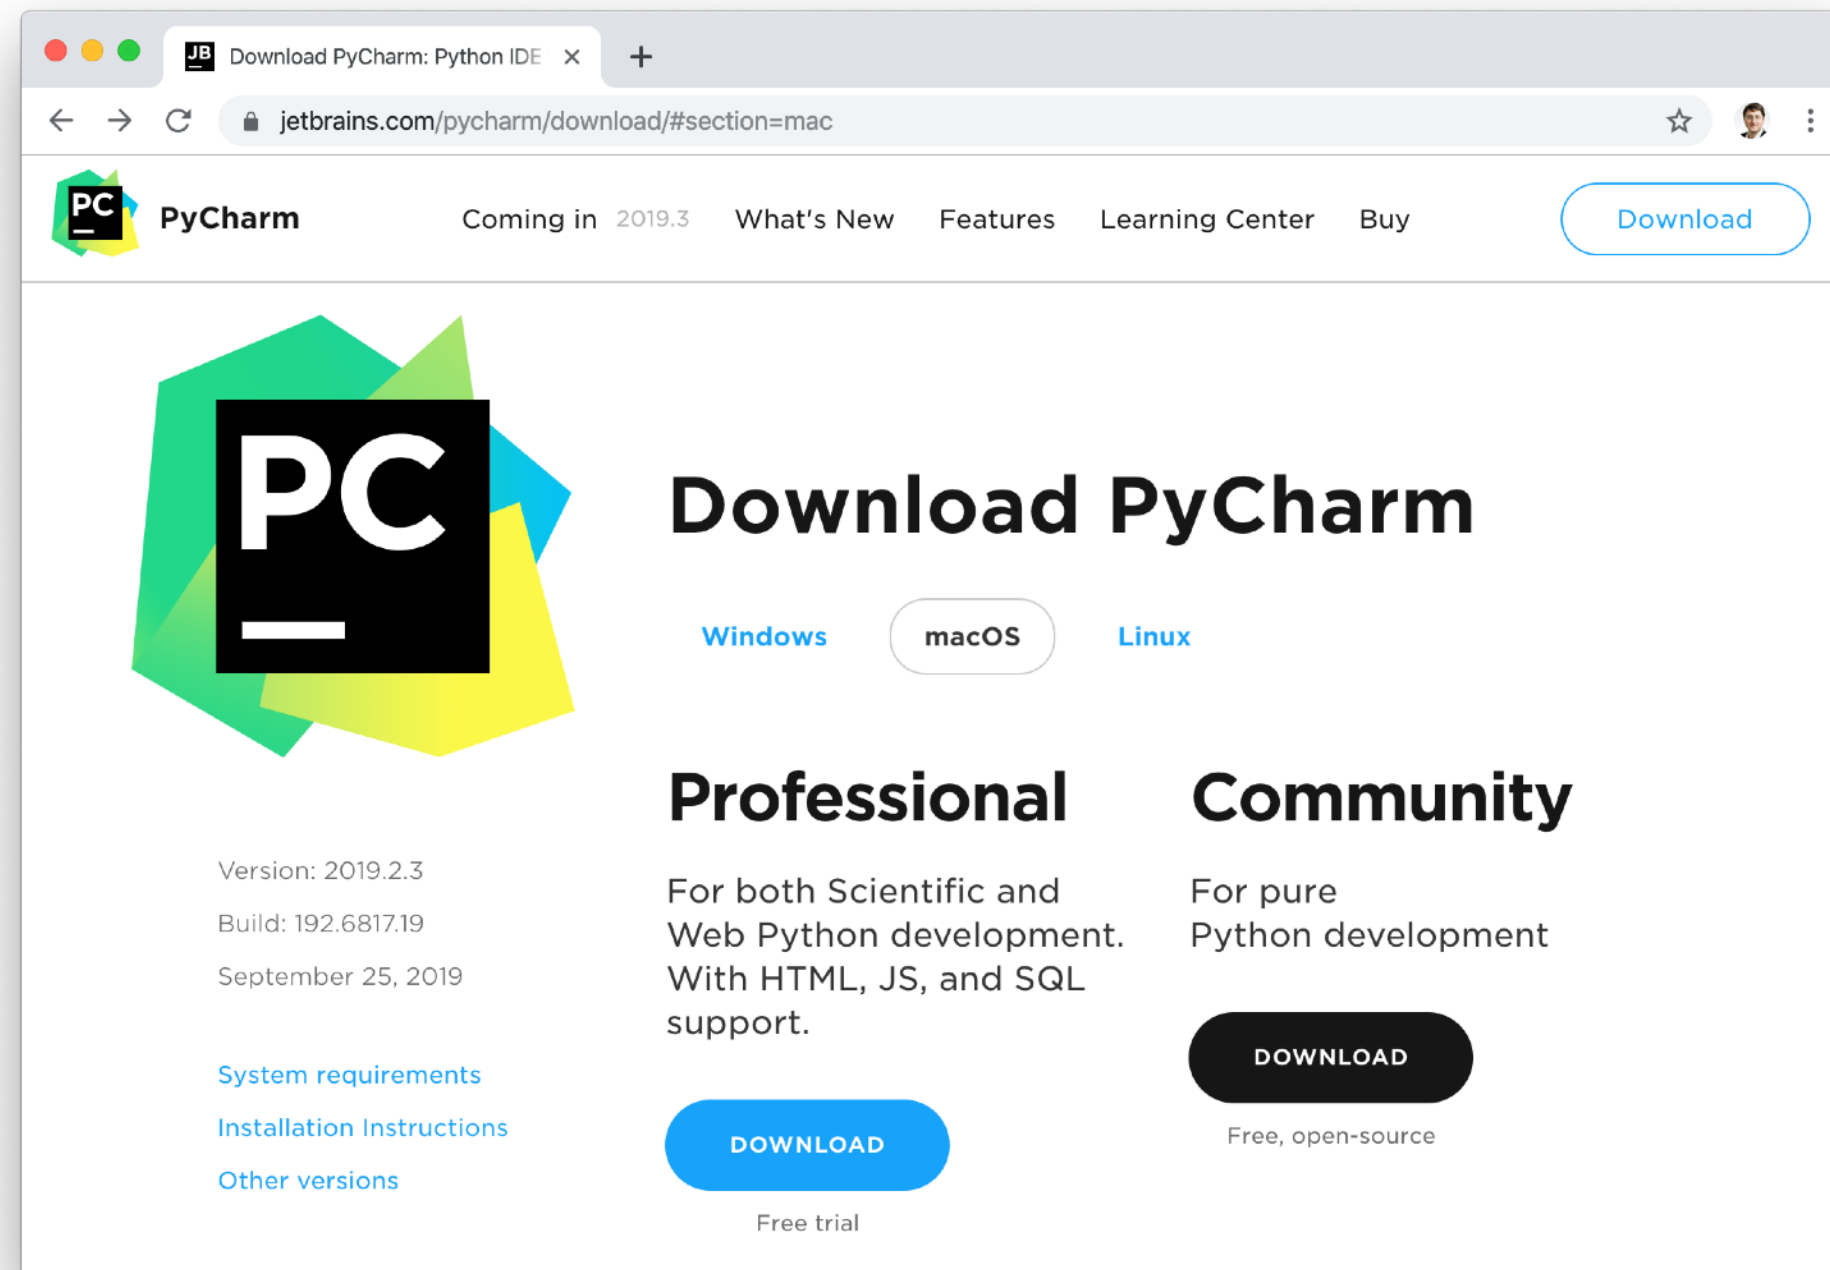 JB Download PyCharm: Python IDE
jetbrains.com/pycharm/download/#section=mac
PC PyCharm Coming in 2019.3 What's New Features Learning Center Buy Download
PC
Download PyCharm
Windows macOS Linux
Professional
For both Scientific and
Web Python development.
With HTML, JS, and SQL
support.
DOWNLOAD
Free trial
Community
For pure
Python development
DOWNLOAD
Free, open-source
Version: 2019.2.3
Build: 192.6817.19
September 25, 2019
System requirements
Installation Instructions
Other versions